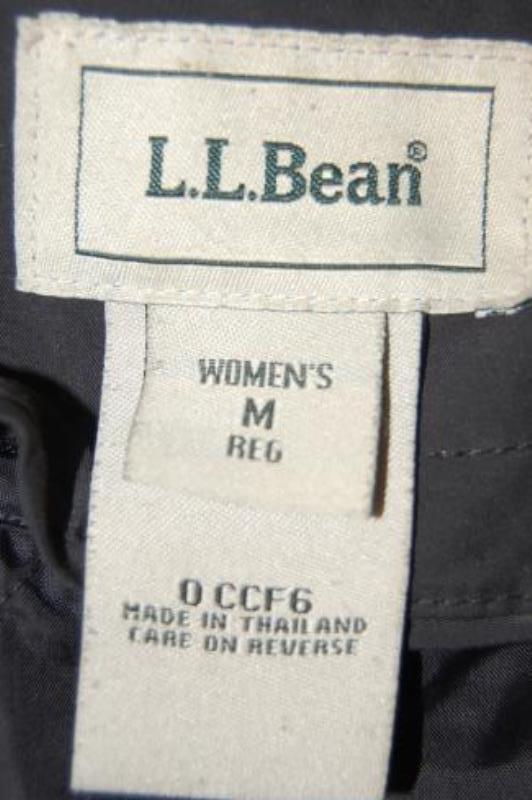 L.L.Bean®
WOMEN'S
M
REG
0 CCF6
MADE IN THAILAND
CARE ON REVERSE